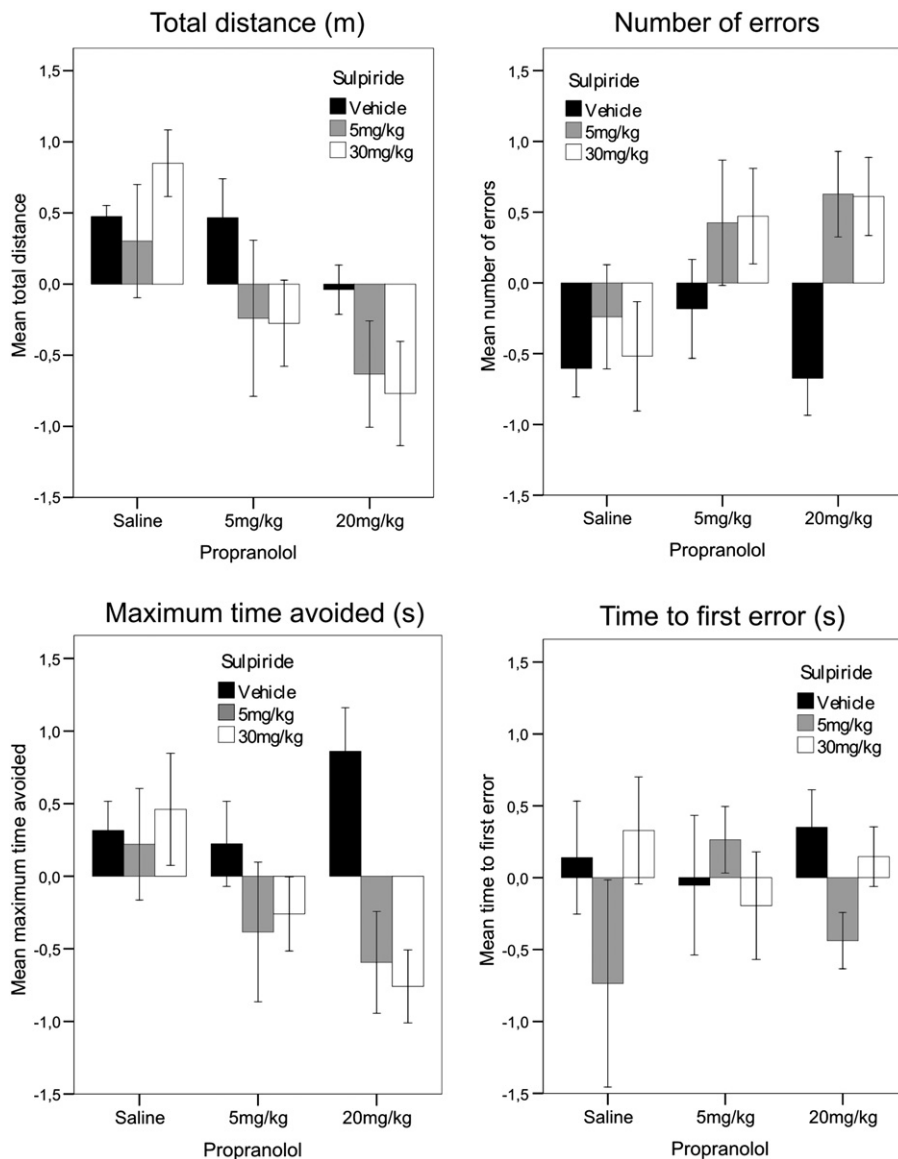 Total distance (m)
Mean total distance
1,5
1,0
0,5
0,0
-0,5
-1,0
-1,5
Sulpiride
Vehicle
5mg/kg
30mg/kg
Saline 5mg/kg 20mg/kg
Propranolol
Number of errors
Mean number of errors
1,5
1,0
0,5
0,0
-0,5
-1,0
-1,5
Sulpiride
Vehicle
5mg/kg
30mg/kg
Saline 5mg/kg 20mg/kg
Propranolol
Maximum time avoided (s)
Mean maximum time avoided
1,5
1,0
0,5
0,0
-0,5
-1,0
-1,5
Sulpiride
Vehicle
5mg/kg
30mg/kg
Saline 5mg/kg 20mg/kg
Propranolol
Time to first error (s)
Mean time to first error
1,5
1,0
0,5
0,0
-0,5
-1,0
-1,5
Sulpiride
Vehicle
5mg/kg
30mg/kg
Saline 5mg/kg 20mg/kg
Propranolol